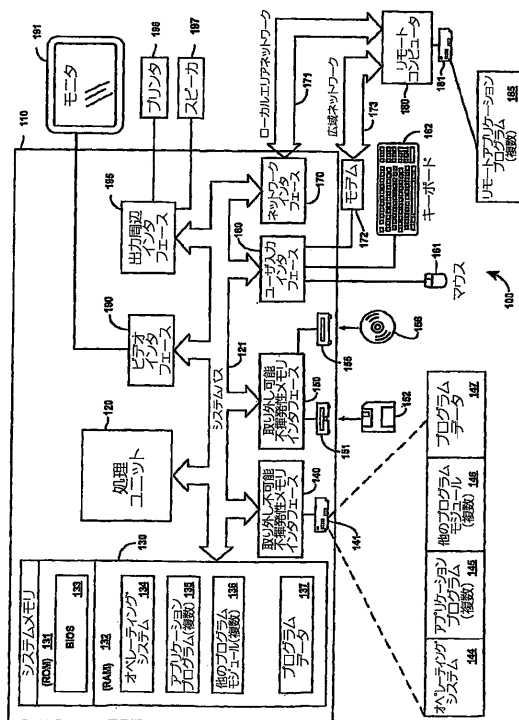 システムメモリ
(ROM) 131
BIOS 133
(RAM) 132
オペレーティング
システム 134
アプリケーション
プログラム(複数) 135
他のプログラム
モジュール(複数) 136
プログラム
データ 137
130
処理
ユニット
120
ビデオ
インタ
フェース
190
出力周辺
インタ
フェース
195
110
モニタ
191
プリンタ
196
スピーカ
197
システムバス
121
取り外し不可能
不揮発性メモリ
インタフェース
140
取り外し可能
不揮発性メモリ
インタフェース
150
ユーザ入力
インタ
フェース
160
ネットワーク
インタ
フェース
170
ローカルエリアネットワーク
171
広域ネットワーク
173
モデム
172
リモート
コンピュータ
180
181
リモートアプリケーション
プログラム
(複数)
185
キーボード
162
マウス
161
100
141
151
152
155
156
オペレーティング
システム 144
アプリケーション
プログラム
(複数) 145
他のプログラム
モジュール
(複数) 146
プログラム
データ 147